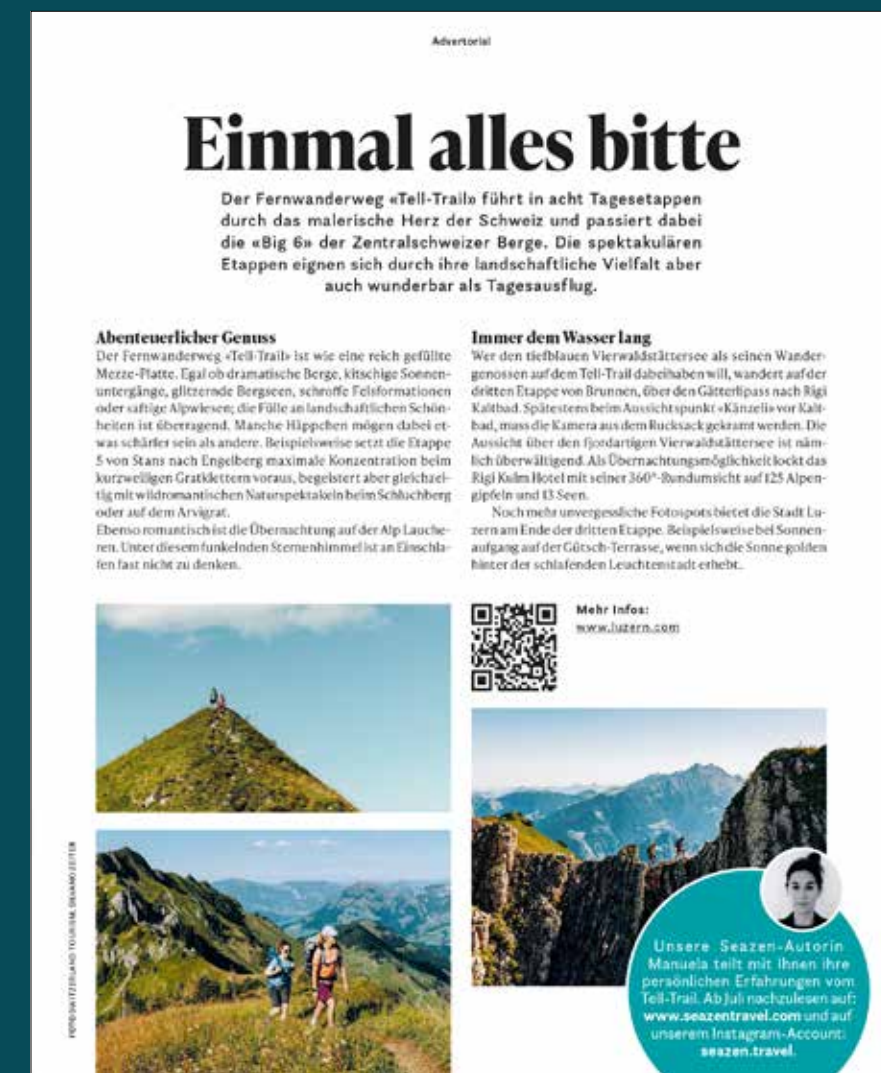 Advertorial
Einmal alles bitte
Der Fernwanderweg «Tell-Trail» führt in acht Tagesetappen
durch das malerische Herz der Schweiz und passiert dabei
die «Big 6» der Zentralschweizer Berge. Die spektakulären
Etappen eignen sich durch ihre landschaftliche Vielfalt aber
auch wunderbar als Tagesausflug.
Abenteuerlicher Genuss
Der Fernwanderweg «Tell-Trail» ist wie eine reich gefüllte
Mezze-Platte. Egal ob dramatische Berge, kitschige Sonnen-
untergänge, glitzernde Bergseen, schroffe Felsformationen
oder saftige Alpwiesen; die Fülle an landschaftlichen Schön-
heiten ist überragend. Manche Häppchen mögen dabei et-
was schärfer sein als andere. Beispielsweise setzt die Etappe
5 von Stans nach Engelberg maximale Konzentration beim
kurzweiligen Gratklettern voraus, begeistert aber gleichzei-
tig mit wildromantischen Naturspektakeln beim Schluchberg
oder auf dem Arvigrat.
Ebenso romantisch ist die Übernachtung auf der Alp Lauche-
ren. Unter diesem funkelnden Sternenhimmel ist an Einschla-
fen fast nicht zu denken.
Immer dem Wasser lang
Wer den tiefblauen Vierwaldstättersee als seinen Wander-
genossen auf dem Tell-Trail dabeihaben will, wandert auf der
dritten Etappe von Brunnen, über den Gätterlipass nach Rigi
Kaltbad. Spätestens beim Aussichtspunkt «Känzeli» vor Kalt-
bad, muss die Kamera aus dem Rucksack gekramt werden. Die
Aussicht über den fjordartigen Vierwaldstättersee ist näm-
lich überwältigend. Als Übernachtungsmöglichkeit lockt das
Rigi Kulm Hotel mit seiner 360°-Rundumsicht auf 125 Alpen-
gipfeln und 13 Seen.
Noch mehr unvergessliche Fotospots bietet die Stadt Lu-
zern am Ende der dritten Etappe. Beispielsweise bei Sonnen-
aufgang auf der Gütsch-Terrasse, wenn sich die Sonne golden
hinter der schlafenden Leuchtenstadt erhebt.
Mehr Infos:
www.luzern.com
FOTO SWITZERLAND TOURISM, SILVANO ZEITER
Unsere Seazen-Autorin
Manuela teilt mit Ihnen ihre
persönlichen Erfahrungen vom
Tell-Trail. Ab Juli nachzulesen auf:
www.seazentravel.com und auf
unserem Instagram-Account:
seazen.travel.